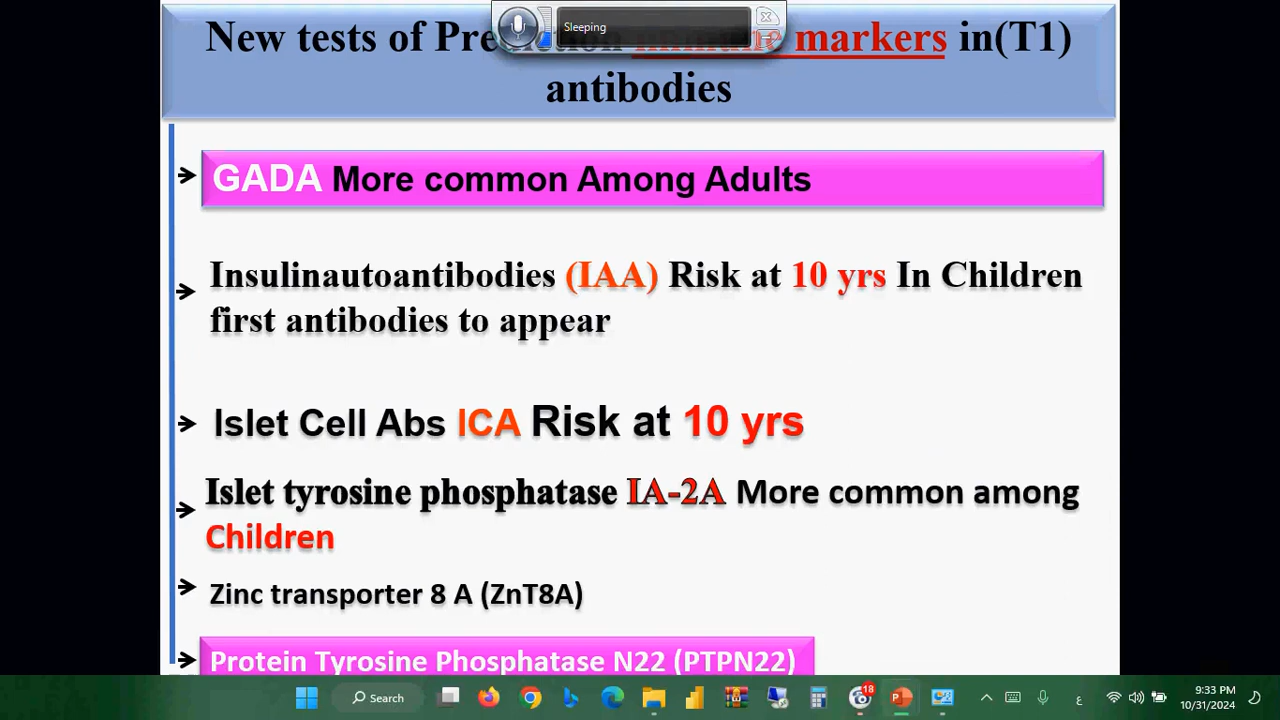 Sleeping
New tests of markers in(T1)
antibodies
GADA More common Among Adults
Insulinautoantibodies (IAA) Risk at 10 yrs In Children
first antibodies to appear
Islet Cell Abs ICA Risk at 10 yrs
Islet tyrosine phosphatase IA-2A More common among
Children
Zinc transporter 8 A (ZnT8A)
Protein Tyrosine Phosphatase N22 (PTPN22)
Search
18
ع
9:33 PM
10/31/2024